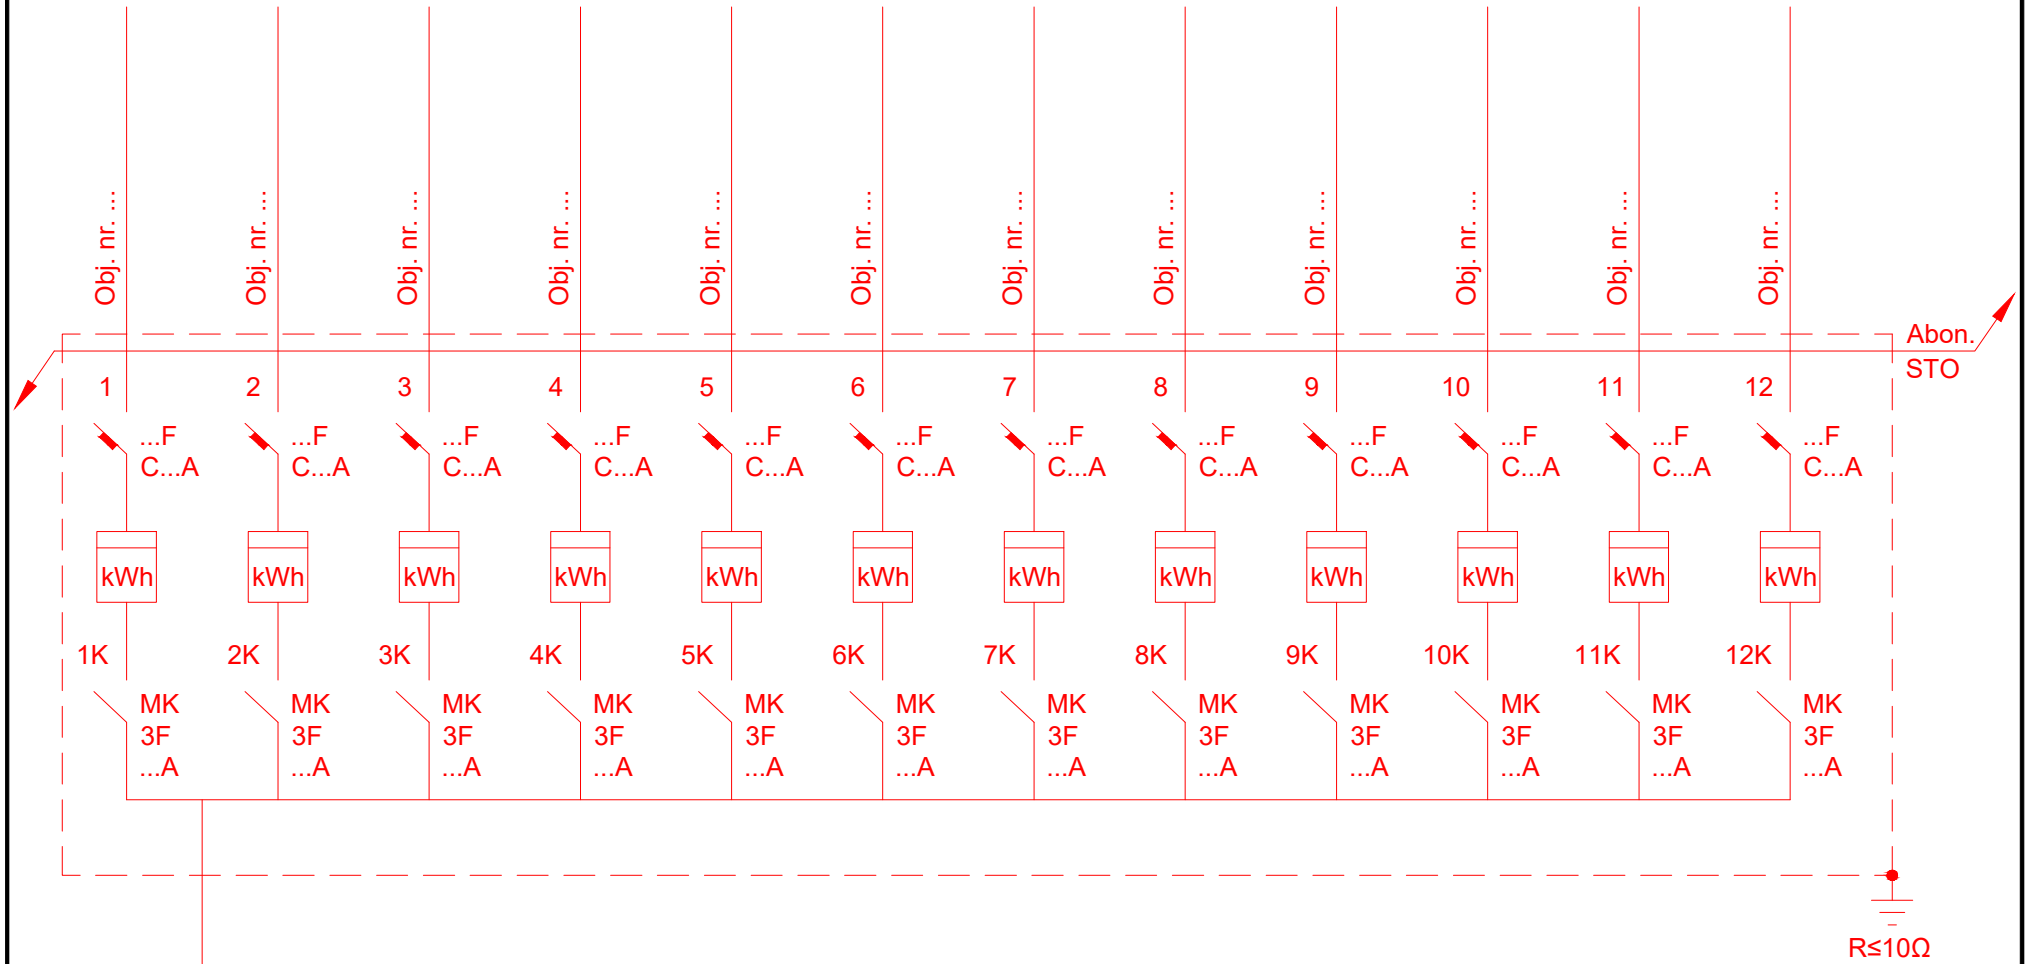 Obj. nr. ...
Obj. nr. ...
Obj. nr. ...
Obj. nr. ...
Obj. nr. ...
Obj. nr. ...
Obj. nr. ...
Obj. nr. ...
Obj. nr. ...
Obj. nr. ...
Obj. nr. ...
Obj. nr. ...
Abon.
STO
1 2 3 4 5 6 7 8 9 10 11 12
...F ...F ...F ...F ...F ...F ...F ...F ...F ...F ...F ...F
C...A C...A C...A C...A C...A C...A C...A C...A C...A C...A C...A C...A
kWh kWh kWh kWh kWh kWh kWh kWh kWh kWh kWh kWh
1K 2K 3K 4K 5K 6K 7K 8K 9K 10K 11K 12K
MK MK MK MK MK MK MK MK MK MK MK MK
3F 3F 3F 3F 3F 3F 3F 3F 3F 3F 3F 3F
...A ...A ...A ...A ...A ...A ...A ...A ...A ...A ...A ...A
R≤10Ω